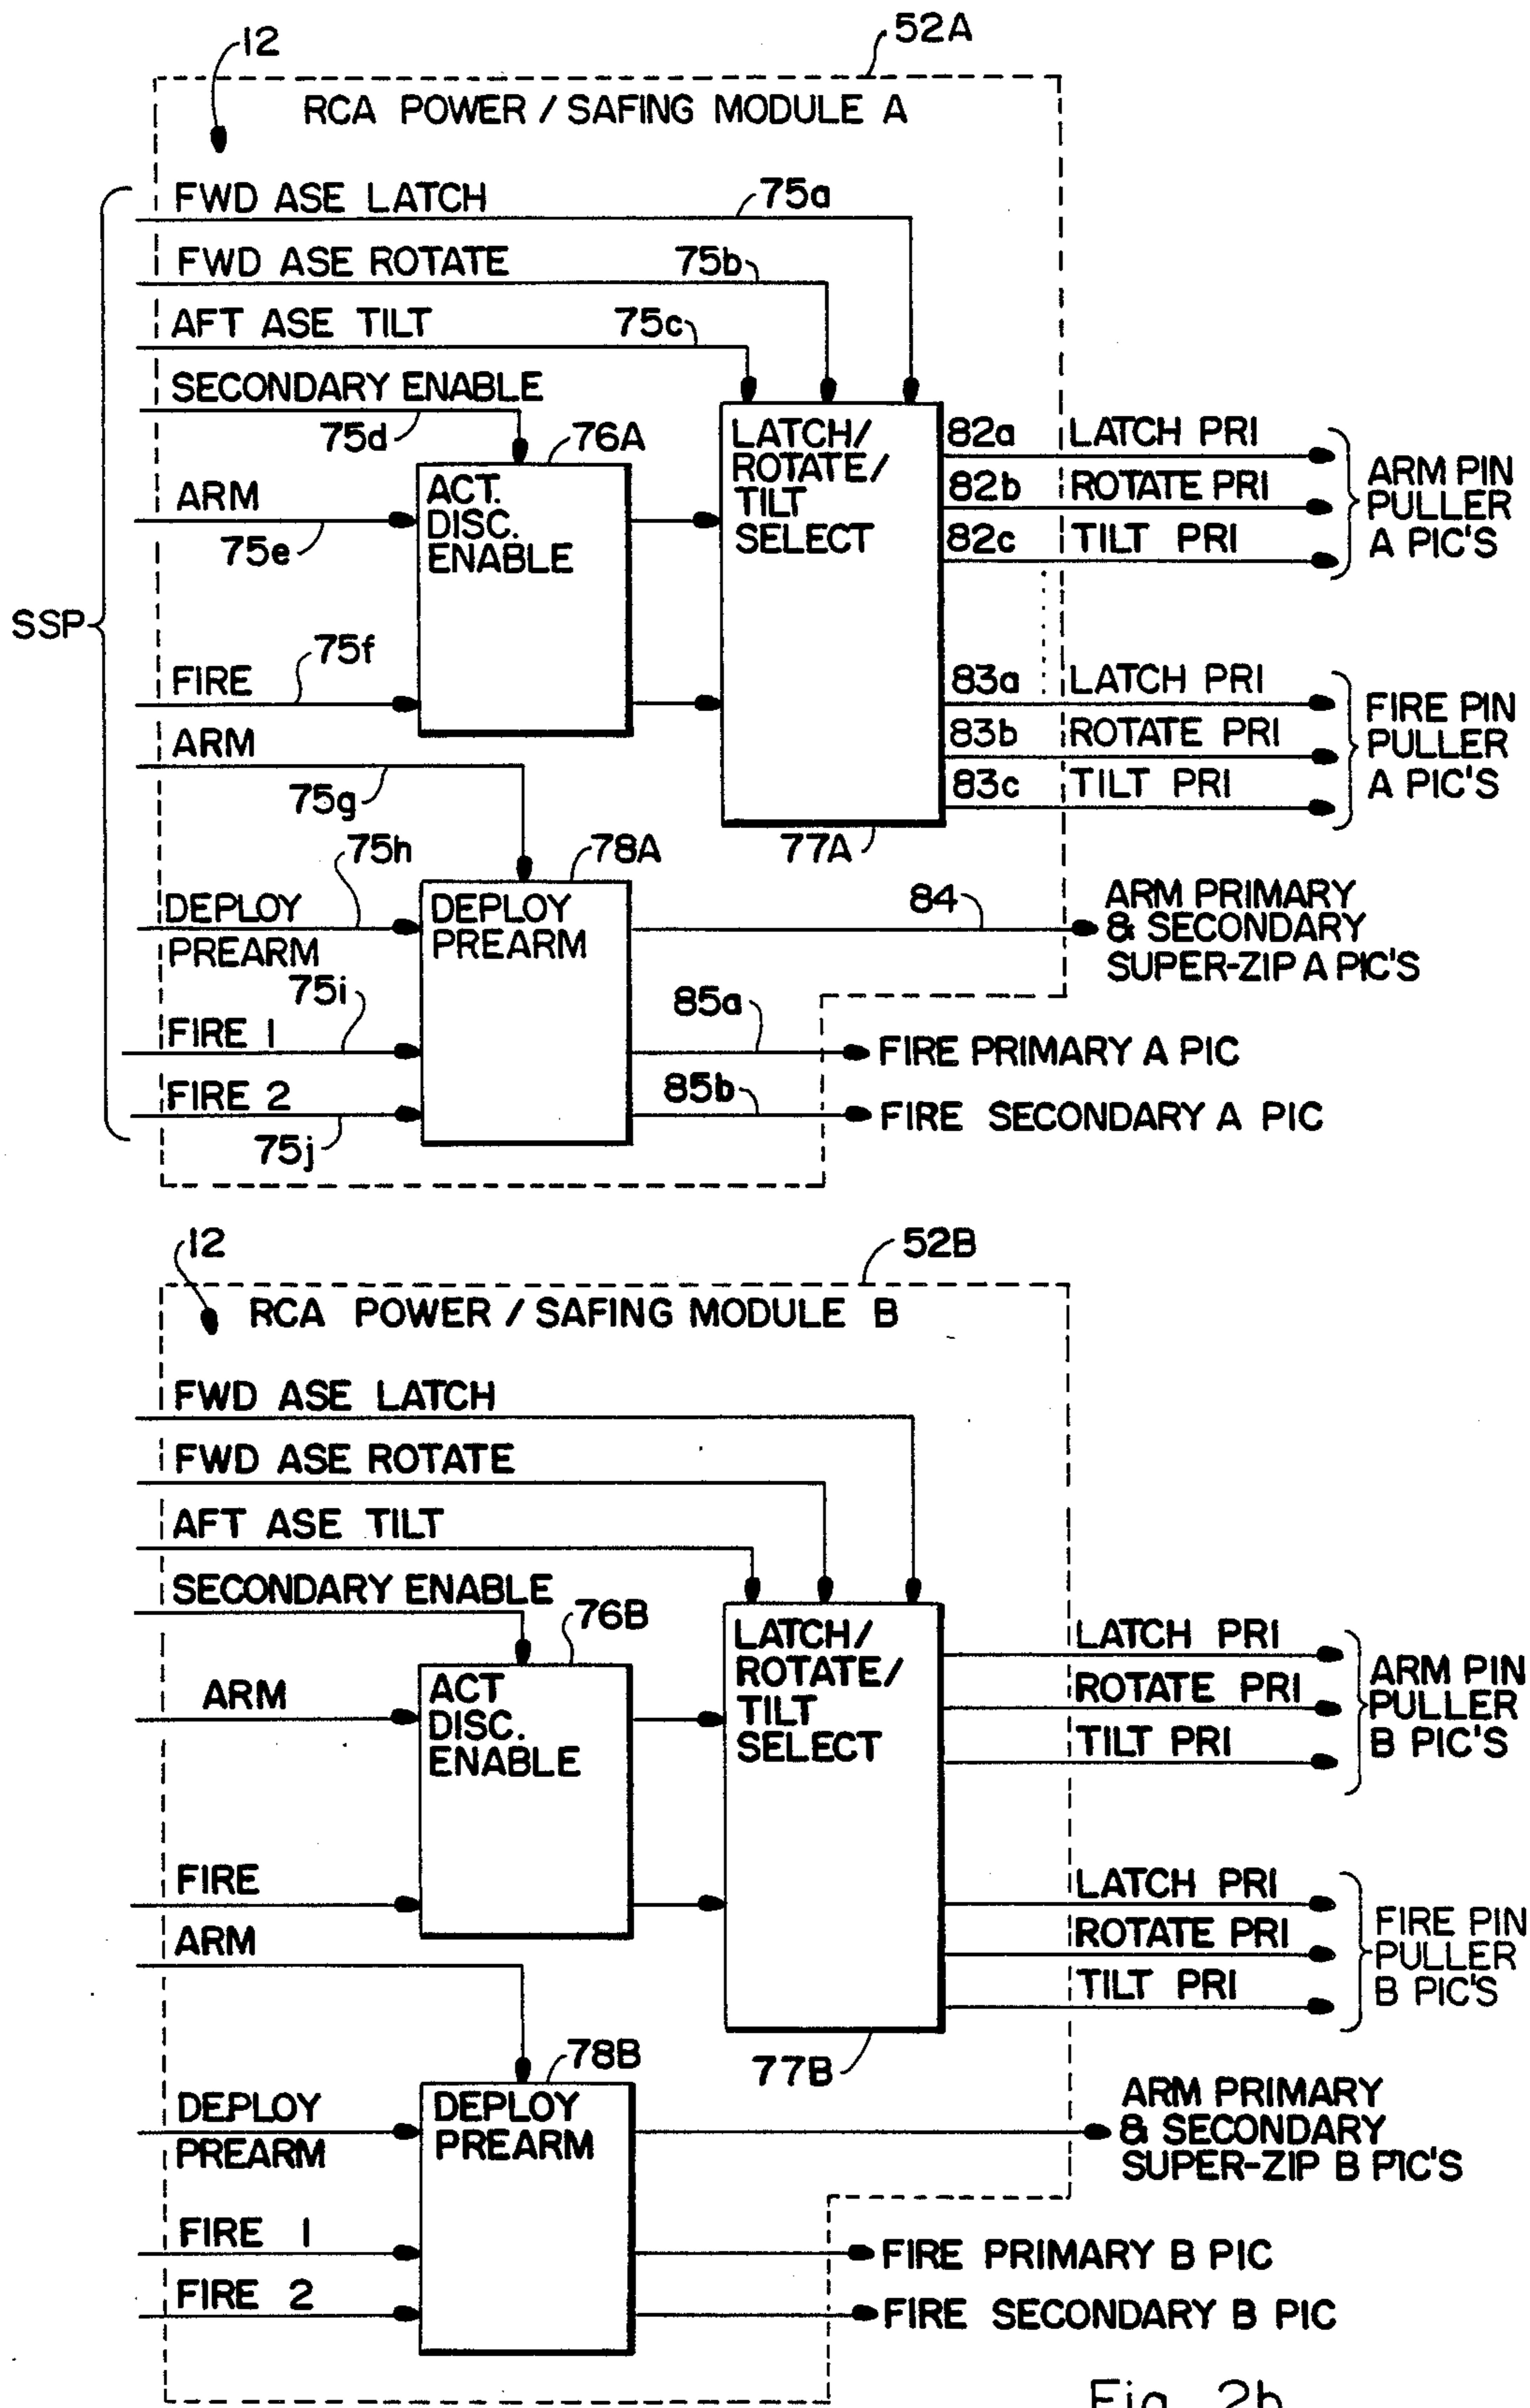 12
52A
RCA POWER / SAFING MODULE A
FWD ASE LATCH
75a
FWD ASE ROTATE
75b
AFT ASE TILT
75c
SECONDARY ENABLE
75d
76A
ARM
75e
ACT.
DISC.
ENABLE
LATCH/
ROTATE/
TILT
SELECT
82a
LATCH PRI
82b
ROTATE PRI
82c
TILT PRI
ARM PIN
PULLER
A PIC'S
SSP
FIRE
75f
83a
LATCH PRI
83b
ROTATE PRI
83c
TILT PRI
FIRE PIN
PULLER
A PIC'S
ARM
75g
77A
75h
78A
DEPLOY
PREARM
DEPLOY
PREARM
84
ARM PRIMARY
& SECONDARY
SUPER-ZIP A PIC'S
75i
FIRE 1
85a
FIRE PRIMARY A PIC
FIRE 2
75j
85b
FIRE SECONDARY A PIC
12
52B
RCA POWER / SAFING MODULE B
FWD ASE LATCH
FWD ASE ROTATE
AFT ASE TILT
SECONDARY ENABLE
76B
ARM
ACT
DISC.
ENABLE
LATCH/
ROTATE/
TILT
SELECT
LATCH PRI
ROTATE PRI
TILT PRI
ARM PIN
PULLER
B PIC'S
FIRE
LATCH PRI
ROTATE PRI
TILT PRI
FIRE PIN
PULLER
B PIC'S
ARM
77B
78B
DEPLOY
PREARM
DEPLOY
PREARM
ARM PRIMARY
& SECONDARY
SUPER-ZIP B PIC'S
FIRE 1
FIRE PRIMARY B PIC
FIRE 2
FIRE SECONDARY B PIC
Fig. 2b